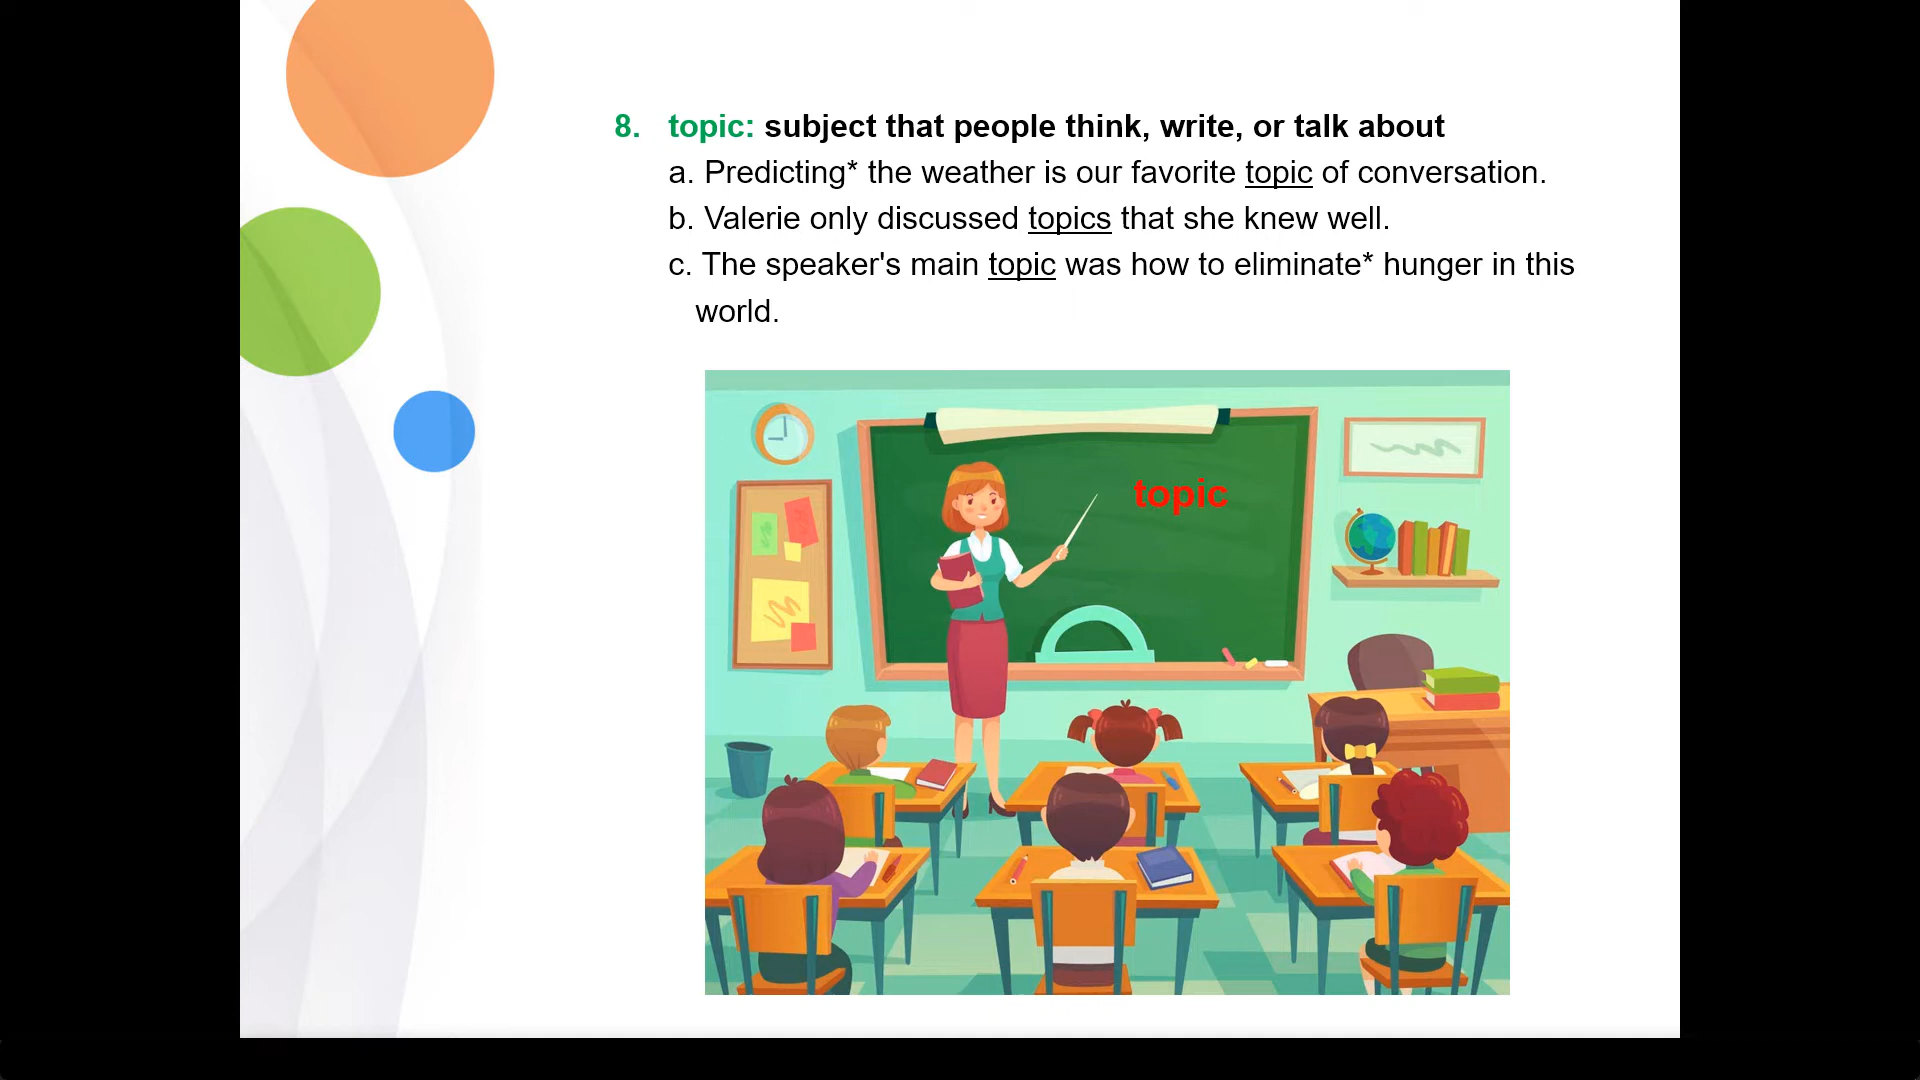 8. topic: subject that people think, write, or talk about
a. Predicting* the weather is our favorite topic of conversation.
b. Valerie only discussed topics that she knew well.
c. The speaker's main topic was how to eliminate* hunger in this
world.
topic